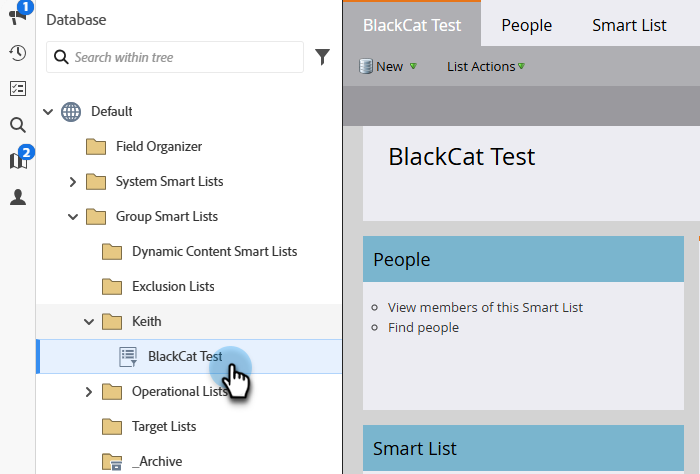 1
2
Database
Search within tree
Default
Field Organizer
System Smart Lists
Group Smart Lists
Dynamic Content Smart Lists
Exclusion Lists
Keith
BlackCat Test
Operational Lists
Target Lists
_Archive
BlackCat Test People Smart List
New List Actions
BlackCat Test
People
View members of this Smart List
Find people
Smart List